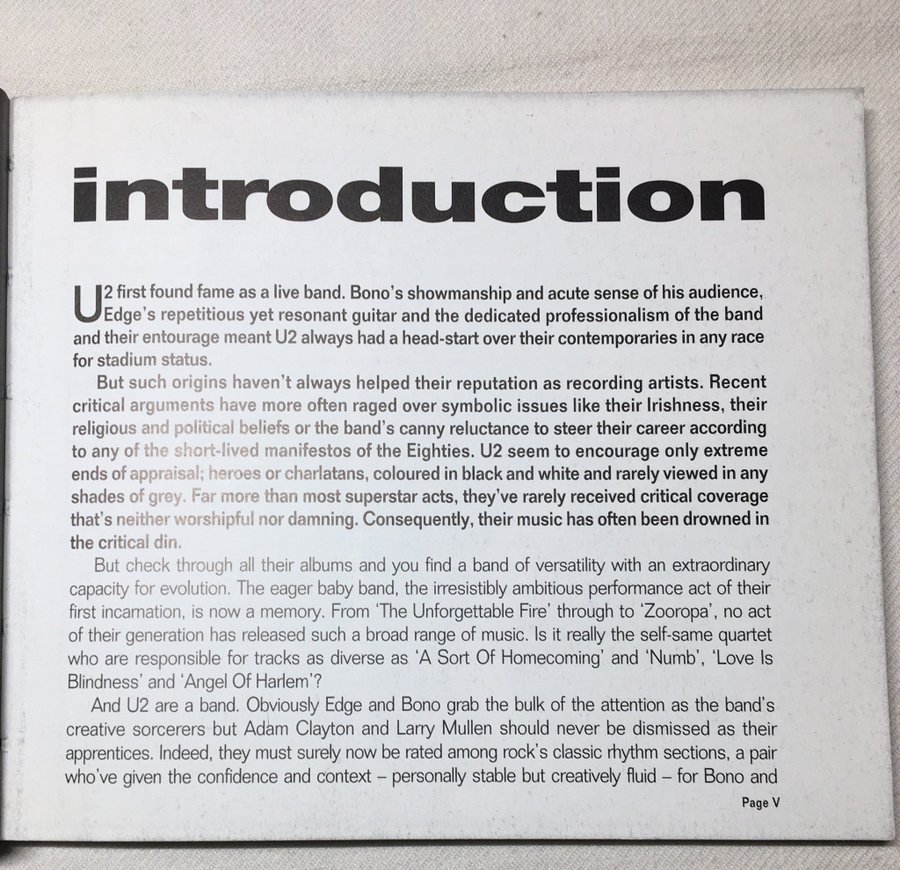 introduction
U2 first found fame as a live band. Bono's showmanship and acute sense of his audience,
Edge's repetitious yet resonant guitar and the dedicated professionalism of the band
and their entourage meant U2 always had a head-start over their contemporaries in any race
for stadium status.
But such origins haven't always helped their reputation as recording artists. Recent
critical arguments have more often raged over symbolic issues like their Irishness, their
religious and political beliefs or the band's canny reluctance to steer their career according
to any of the short-lived manifestos of the Eighties. U2 seem to encourage only extreme
ends of appraisal; heroes or charlatans, coloured in black and white and rarely viewed in any
shades of grey. Far more than most superstar acts, they've rarely received critical coverage
that's neither worshipful nor damning. Consequently, their music has often been drowned in
the critical din.
But check through all their albums and you find a band of versatility with an extraordinary
capacity for evolution. The eager baby band, the irresistibly ambitious performance act of their
first incarnation, is now a memory. From 'The Unforgettable Fire' through to 'Zooropa', no act
of their generation has released such a broad range of music. Is it really the self-same quartet
who are responsible for tracks as diverse as 'A Sort Of Homecoming' and 'Numb', 'Love Is
Blindness' and 'Angel Of Harlem'?
And U2 are a band. Obviously Edge and Bono grab the bulk of the attention as the band's
creative sorcerers but Adam Clayton and Larry Mullen should never be dismissed as their
apprentices. Indeed, they must surely now be rated among rock's classic rhythm sections, a pair
who've given the confidence and context – personally stable but creatively fluid – for Bono and
Page V